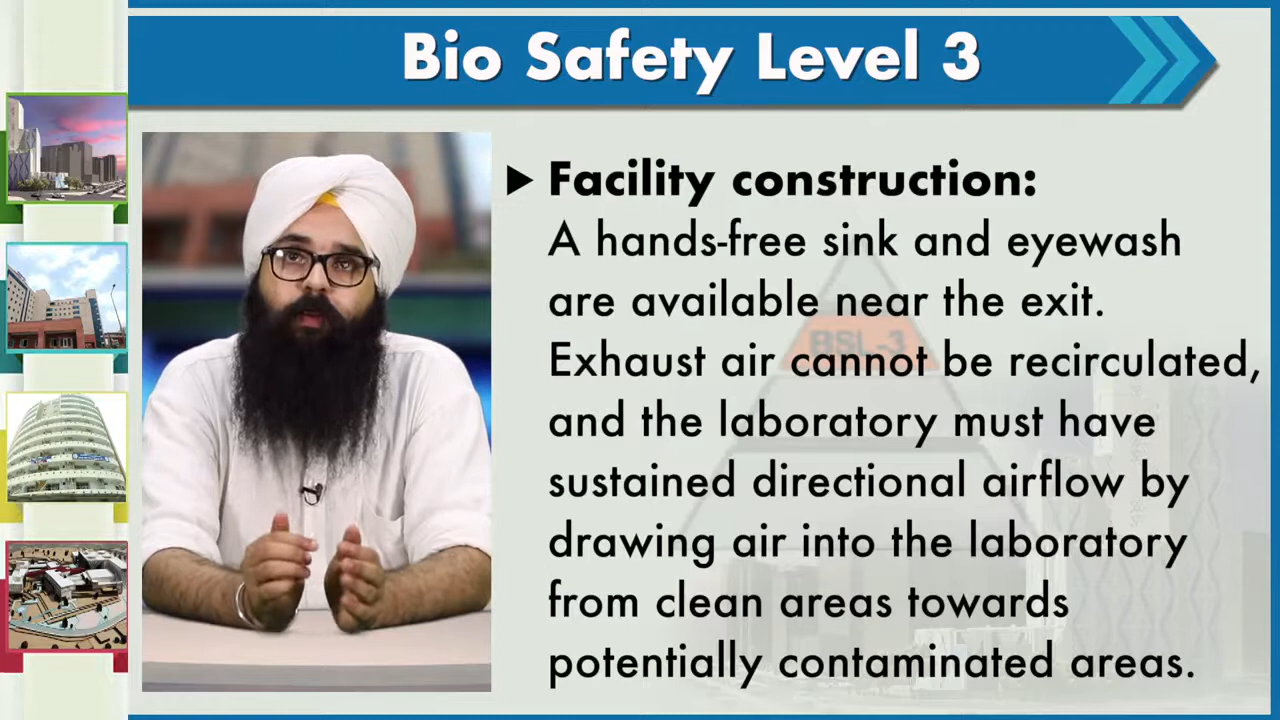 Bio Safety Level 3
Facility construction:
A hands-free sink and eyewash
are available near the exit.
Exhaust air cannot be recirculated,
and the laboratory must have
sustained directional airflow by
drawing air into the laboratory
from clean areas towards
potentially contaminated areas.
BSL-3